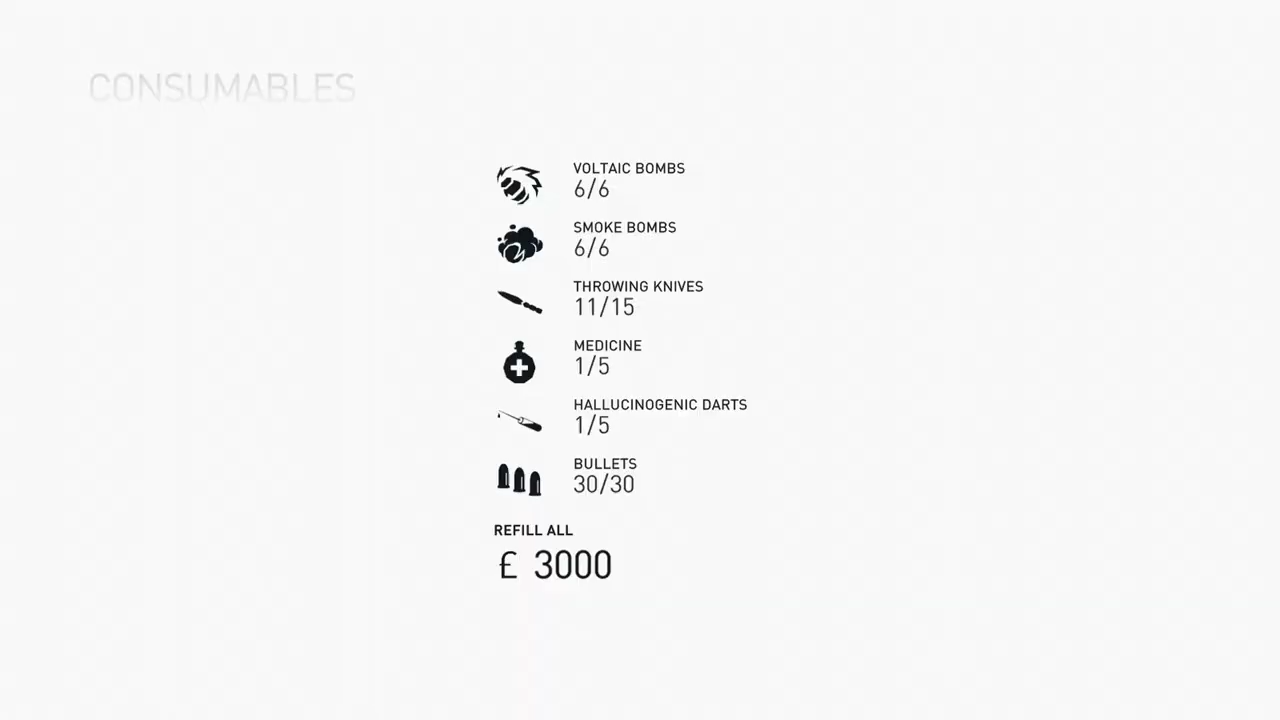 CONSUMABLES
VOLTAIC BOMBS
6/6
SMOKE BOMBS
6/6
THROWING KNIVES
11/15
MEDICINE
1/5
HALLUCINOGENIC DARTS
1/5
BULLETS
30/30
REFILL ALL
£ 3000